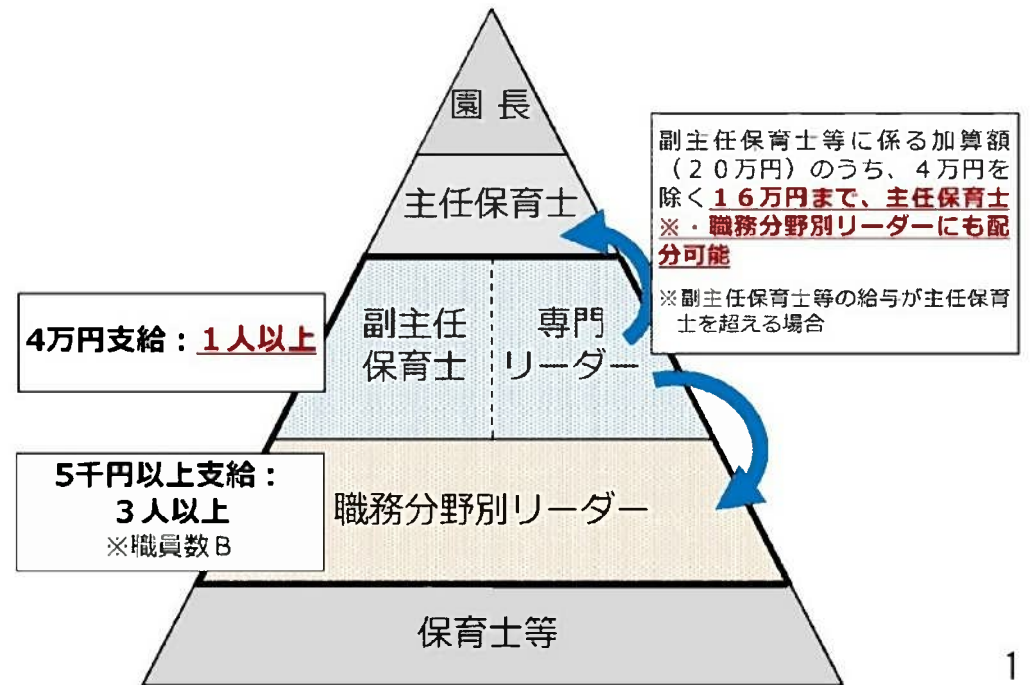 園 長
主任保育士
副主任保育士等に係る加算額
（２０万円）のうち、４万円を
除く１６万円まで、主任保育士
※・職務分野別リーダーにも配
分可能
※副主任保育士等の給与が主任保育
士を超える場合
4万円支給：１人以上
副主任
保育士
専門
リーダー
5千円以上支給：
３人以上
※職員数Ｂ
職務分野別リーダー
保育士等
1